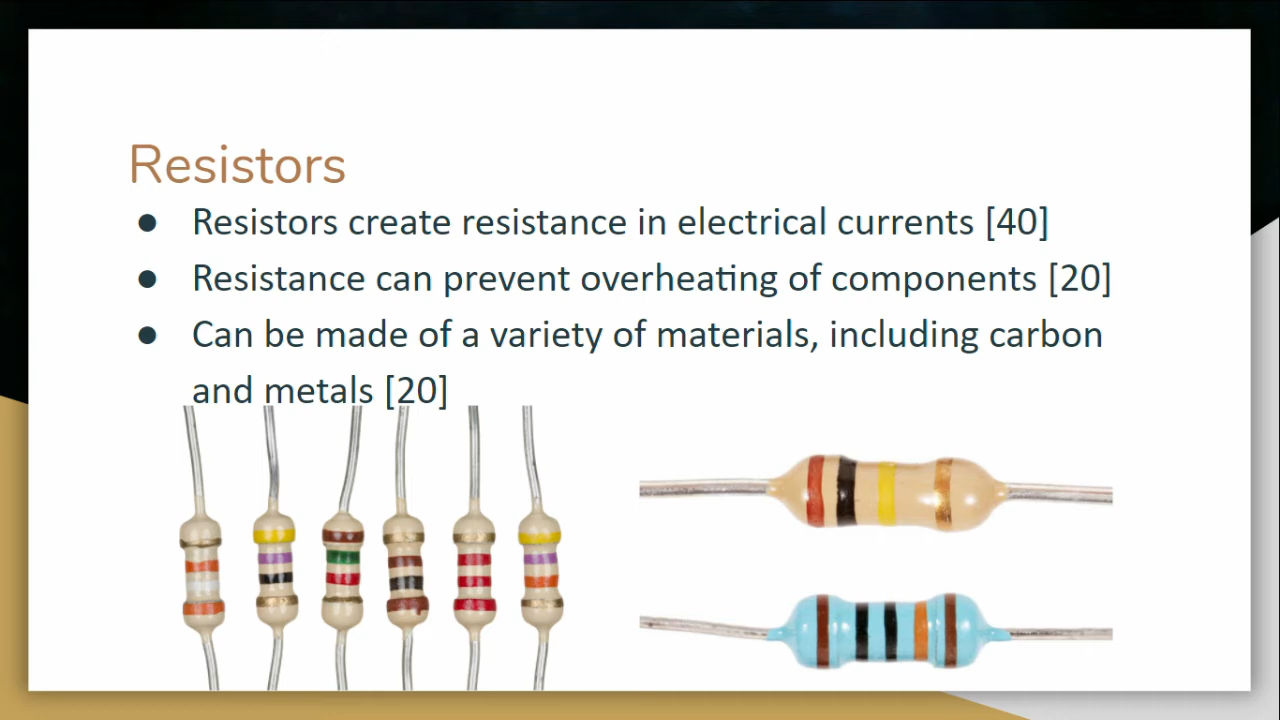 Resistors
● Resistors create resistance in electrical currents [40]
● Resistance can prevent overheating of components [20]
● Can be made of a variety of materials, including carbon
and metals [20]